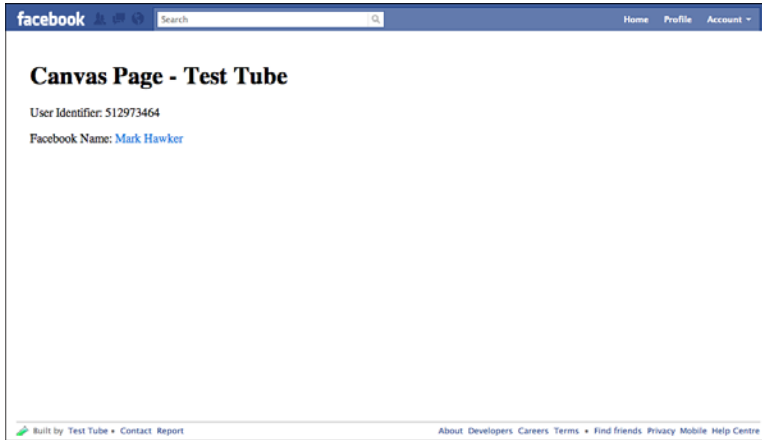 facebook Search Home Profile Account
Canvas Page - Test Tube
User Identifier: 512973464
Facebook Name: Mark Hawker
Built by Test Tube • Contact Report About Developers Careers Terms • Find friends Privacy Mobile Help Centre